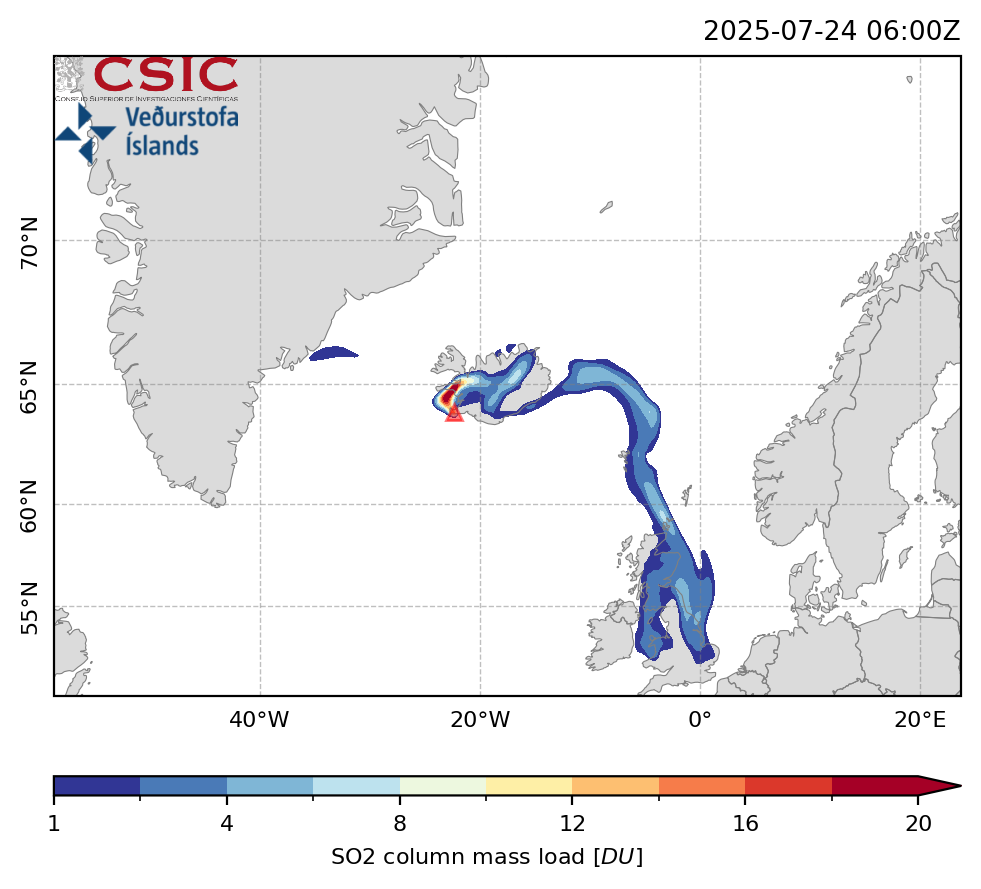 2025-07-24 06:00Z
CSIC
CONSEJO SUPERIOR DE INVESTIGACIONES CIENTÍFICAS
Veðurstofa
Íslands
70°N
65°N
60°N
55°N
40°W 20°W 0° 20°E
1 4 8 12 16 20
SO2 column mass load [DU]